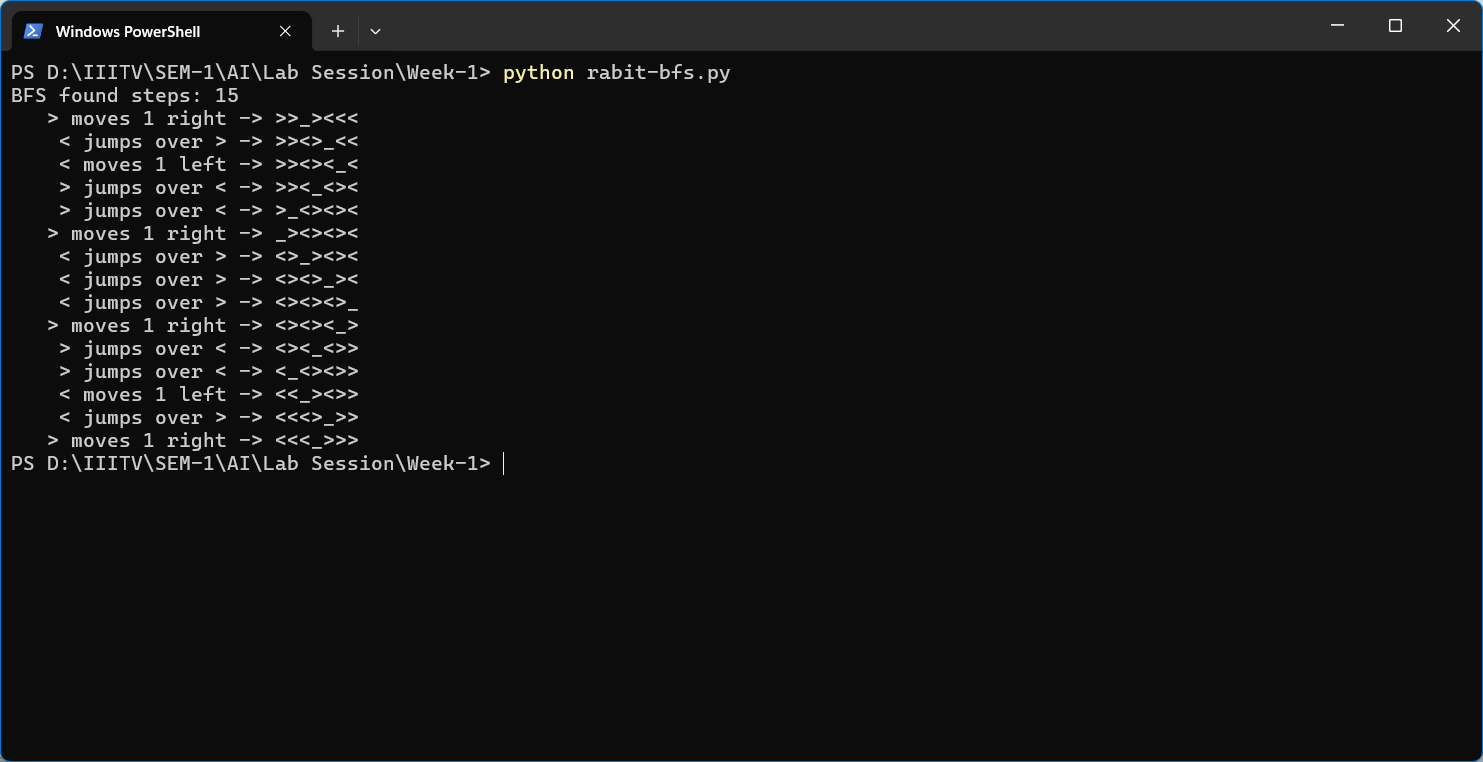 Windows PowerShell
PS D:\IIITV\SEM-1\AI\Lab Session\Week-1> python rabit-bfs.py
BFS found steps: 15
   > moves 1 right -> >>_><<<
    < jumps over > -> >><>_<<
    < moves 1 left -> >><><_<
    > jumps over < -> >><_<><
    > jumps over < -> >_<><><
   > moves 1 right -> _><><><
    < jumps over > -> <>_><><
    < jumps over > -> <><>_><
    < jumps over > -> <><><>_
   > moves 1 right -> <><><_>
    > jumps over < -> <><_<>>
    > jumps over < -> <_<><>>
    < moves 1 left -> <<_><>>
    < jumps over > -> <<<>_>>
   > moves 1 right -> <<<_>>>
PS D:\IIITV\SEM-1\AI\Lab Session\Week-1>